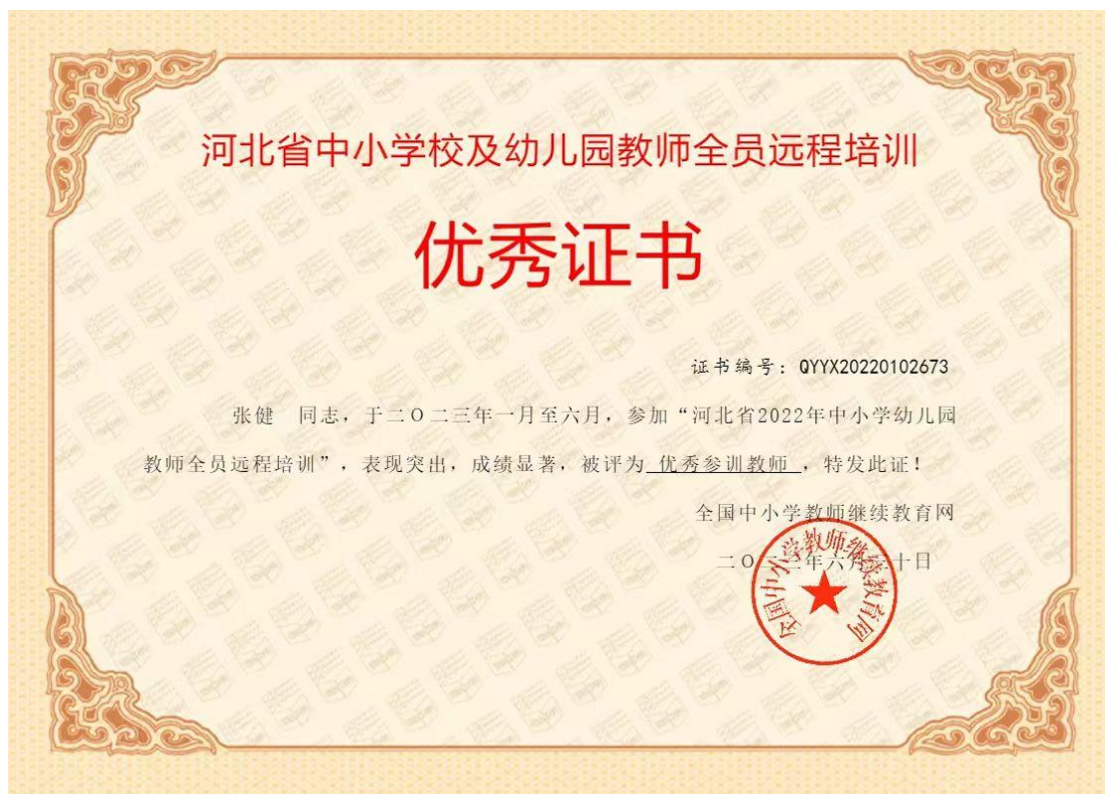 河北省中小学校及幼儿园教师全员远程培训
优秀证书
证书编号：QYYX20220102673
张健 同志，于二〇二三年一月至六月，参加“河北省2022年中小学幼儿园
教师全员远程培训”，表现突出，成绩显著，被评为 优秀参训教师 ，特发此证！
全国中小学教师继续教育网
二〇二三年六月 十日
全国中小学教师继续教育网